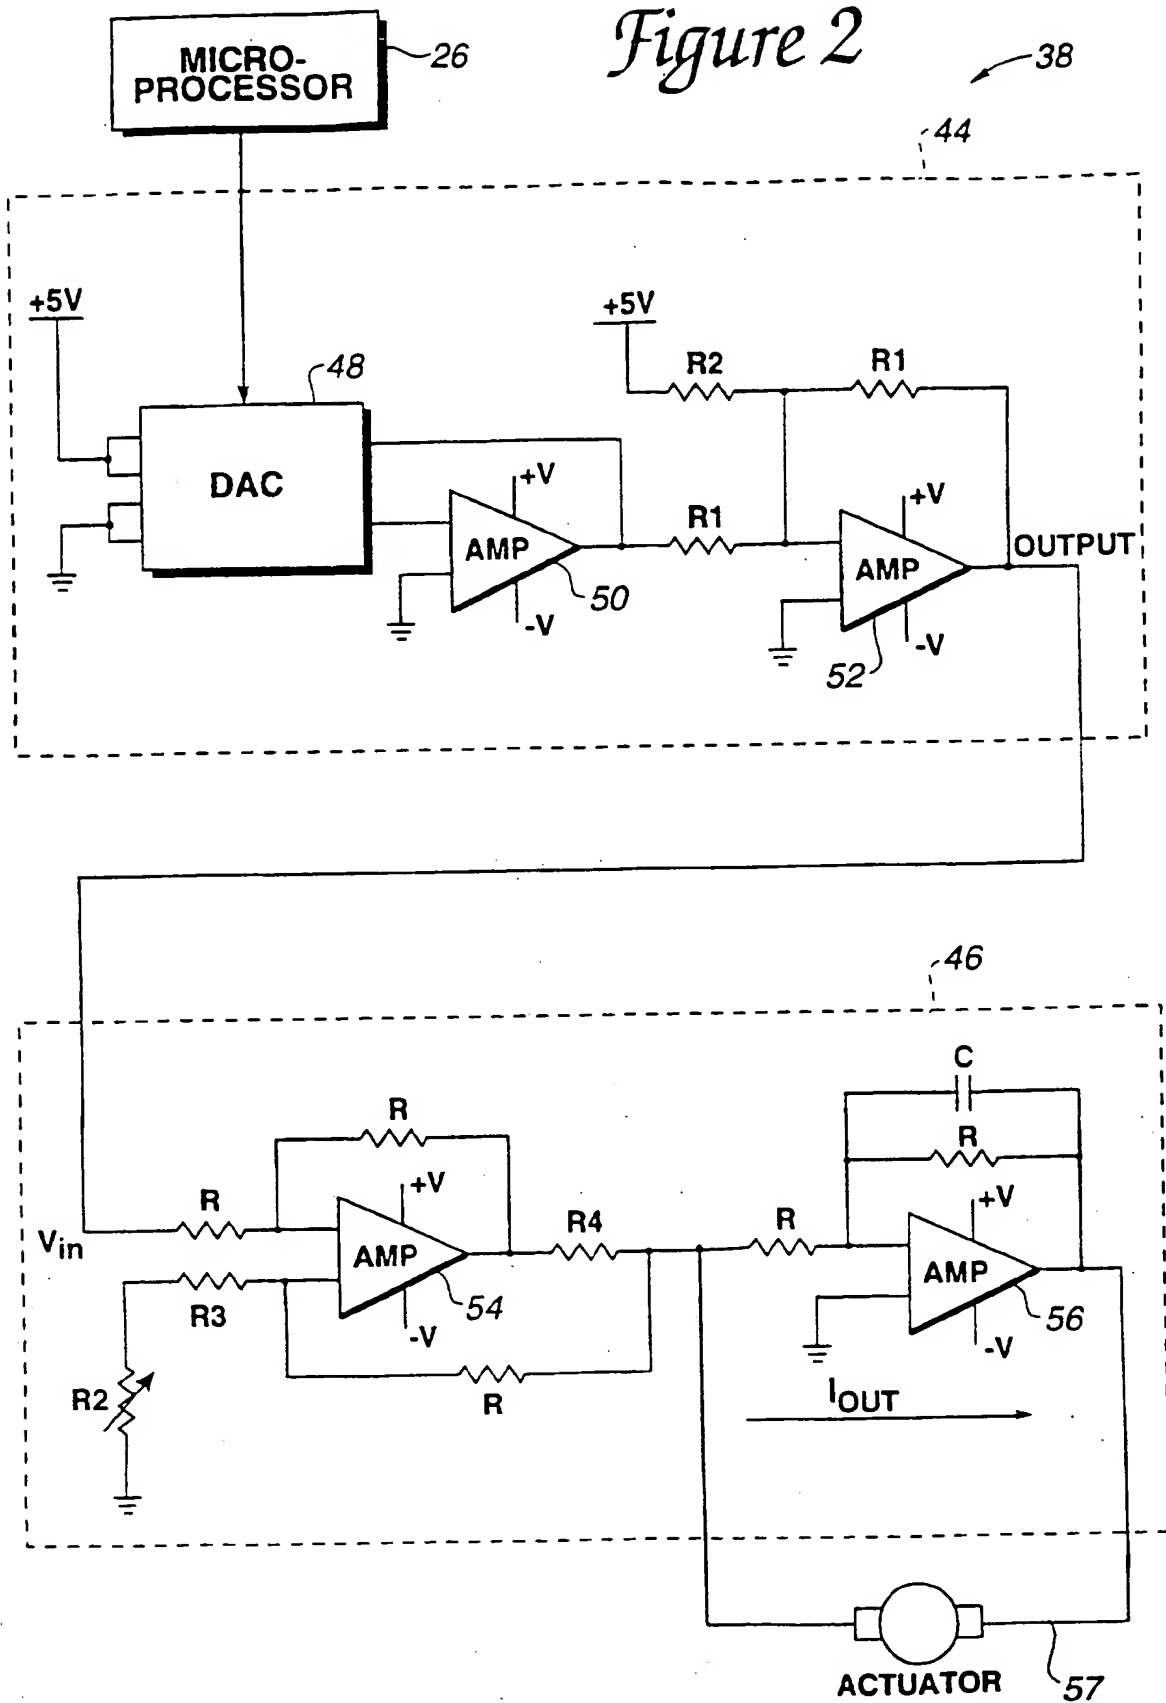 Figure 2
MICRO-
PROCESSOR
26
38
44
+5V
+5V
48
R2
R1
DAC
+V
+V
R1
AMP
OUTPUT
AMP
50
-V
-V
52
46
C
R
R
+V
+V
R
R4
R
Vin
AMP
AMP
54
56
R3
-V
-V
R2
R
IOUT
ACTUATOR
57